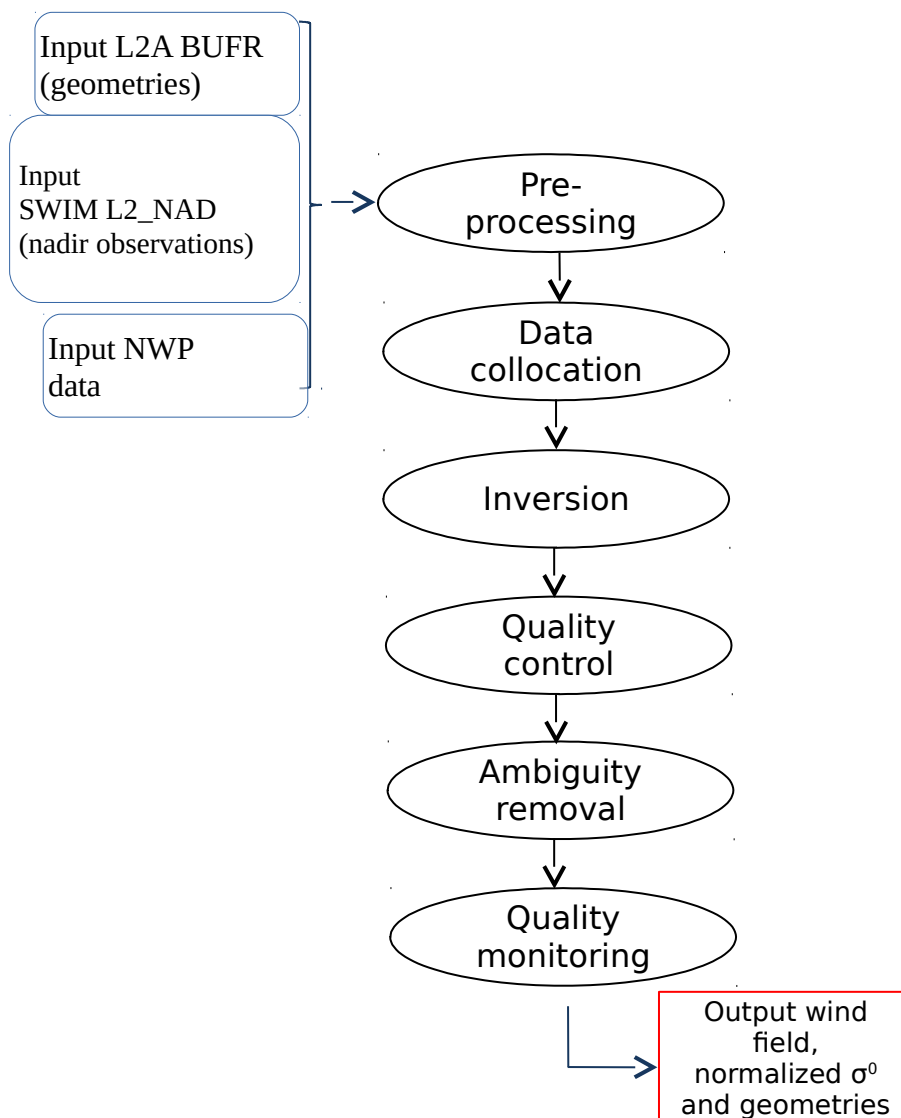 Input L2A BUFR
(geometries)
Input
SWIM L2_NAD
(nadir observations)
Input NWP
data
Pre-
processing
Data
collocation
Inversion
Quality
control
Ambiguity
removal
Quality
monitoring
Output wind
field,
normalized σ⁰
and geometries